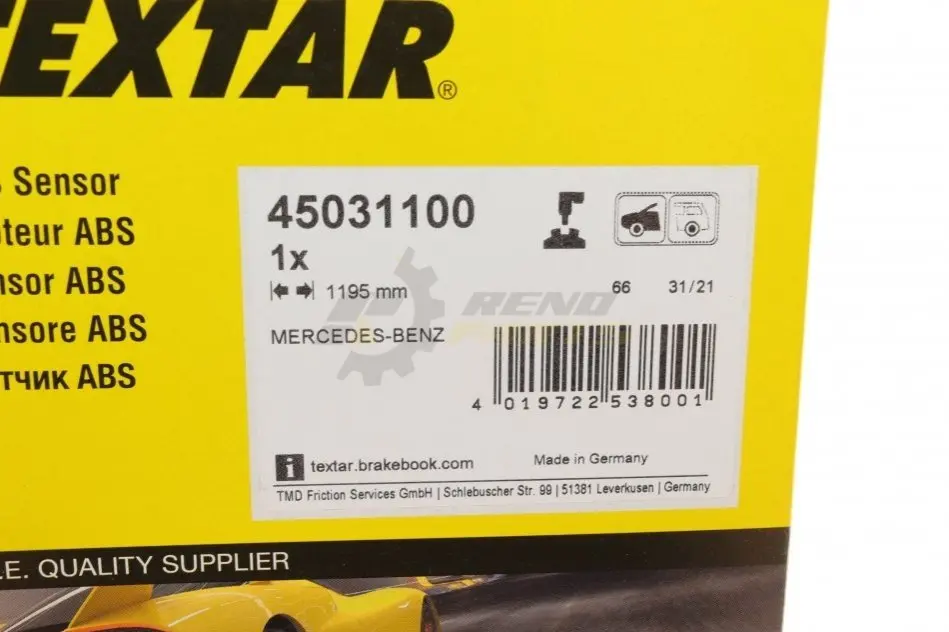 TEXTAR®
Sensor
oteur ABS
nsor ABS
nsore ABS
тчик ABS
45031100
1x
1195 mm
66 31/21
MERCEDES-BENZ
4 019722 538001
RENO
i textar.brakebook.com
Made in Germany
TMD Friction Services GmbH | Schlebuscher Str. 99 | 51381 Leverkusen | Germany
.E. QUALITY SUPPLIER